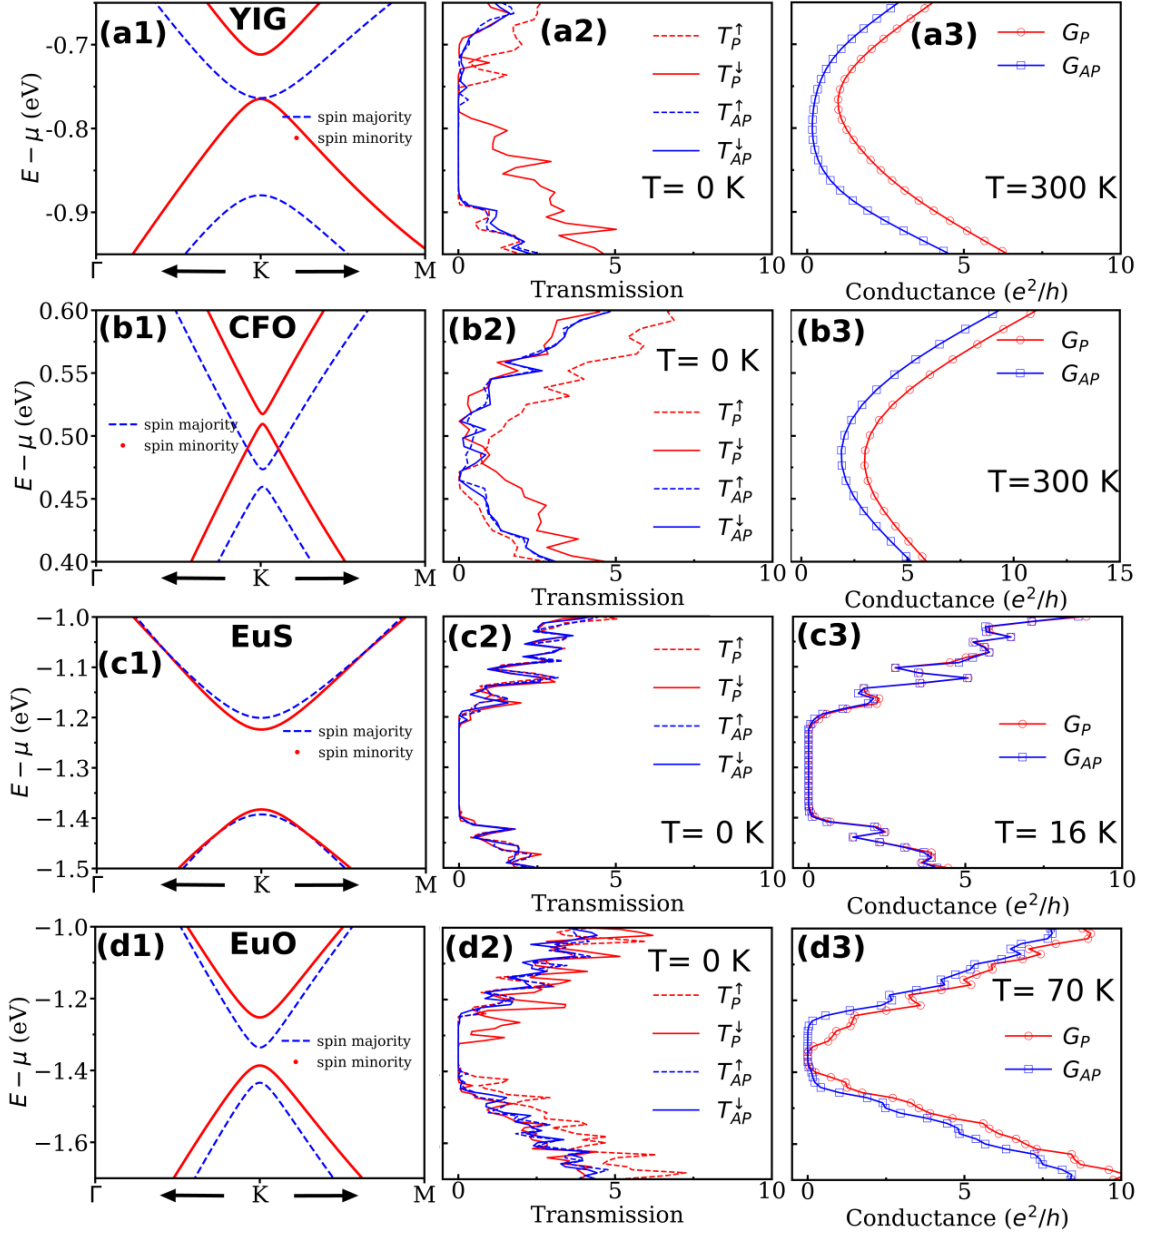 YIG
(a1)
E − μ (eV)
-0.7
-0.8
-0.9
spin majority
spin minority
Γ K M
(a2)
T_P^↑
T_P^↓
T_AP^↑
T_AP^↓
T= 0 K
0 5 10
Transmission
(a3)
G_P
G_AP
T=300 K
0 5 10
Conductance (e²/h)
(b1)
CFO
E − μ (eV)
0.60
0.55
0.50
0.45
0.40
spin majority
spin minority
Γ K M
(b2)
T= 0 K
T_P^↑
T_P^↓
T_AP^↑
T_AP^↓
0 5 10
Transmission
(b3)
G_P
G_AP
T=300 K
0 5 10 15
Conductance (e²/h)
EuS
(c1)
E − μ (eV)
−1.0
−1.1
−1.2
−1.3
−1.4
−1.5
spin majority
spin minority
Γ K M
(c2)
T_P^↑
T_P^↓
T_AP^↑
T_AP^↓
T= 0 K
0 5 10
Transmission
(c3)
G_P
G_AP
T= 16 K
0 5 10
Conductance (e²/h)
(d1)
EuO
E − μ (eV)
−1.0
−1.2
−1.4
−1.6
spin majority
spin minority
Γ K M
(d2)
T= 0 K
T_P^↑
T_P^↓
T_AP^↑
T_AP^↓
0 5 10
Transmission
(d3)
T= 70 K
G_P
G_AP
0 5 10
Conductance (e²/h)